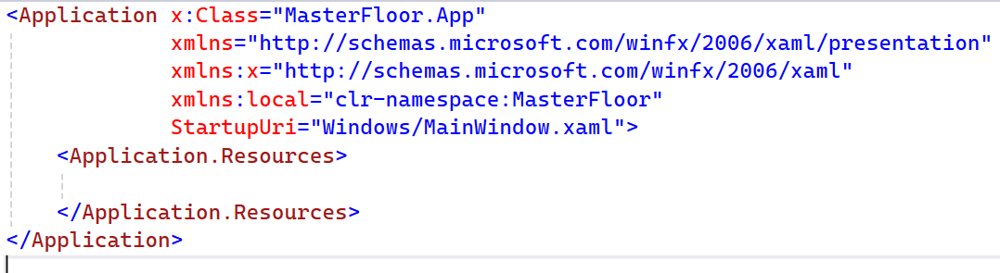 <Application x:Class="MasterFloor.App"
xmlns="http://schemas.microsoft.com/winfx/2006/xaml/presentation"
xmlns:x="http://schemas.microsoft.com/winfx/2006/xaml"
xmlns:local="clr-namespace:MasterFloor"
StartupUri="Windows/MainWindow.xaml">
<Application.Resources>
</Application.Resources>
</Application>